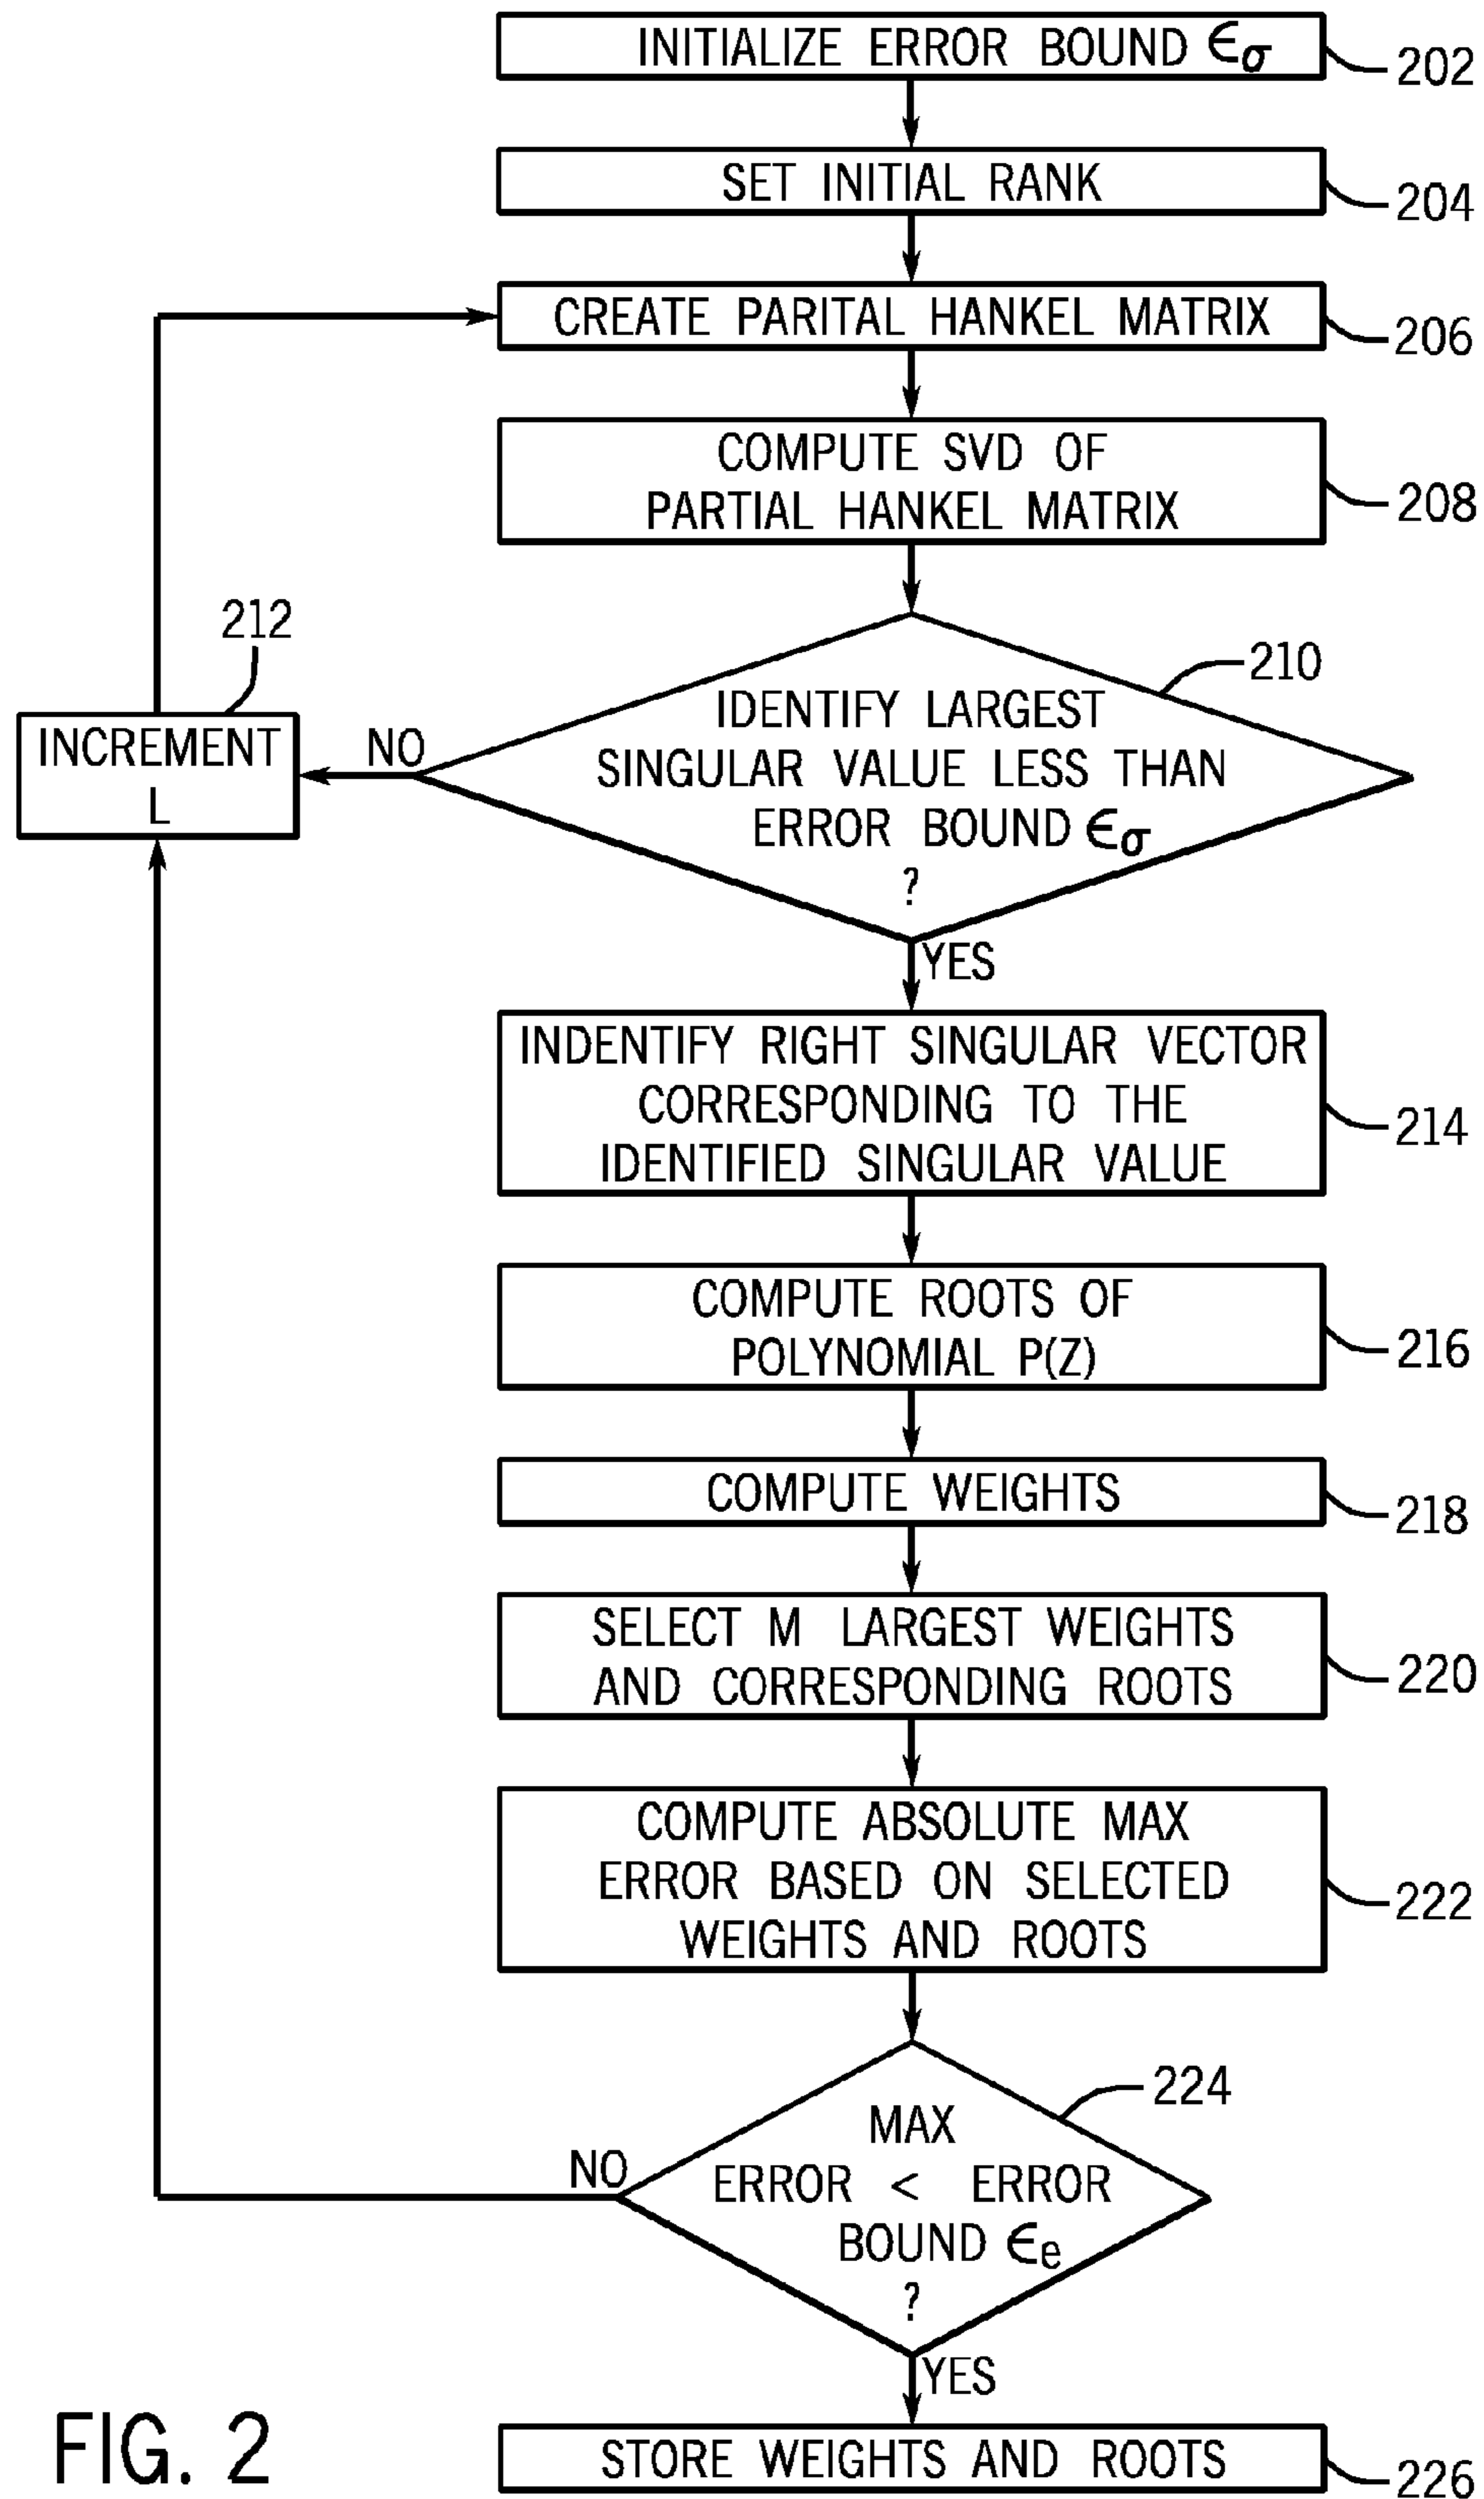 INITIALIZE ERROR BOUND ϵσ
202
SET INITIAL RANK
204
CREATE PARITAL HANKEL MATRIX
206
COMPUTE SVD OF
PARTIAL HANKEL MATRIX
208
212
INCREMENT
L
NO
210
IDENTIFY LARGEST
SINGULAR VALUE LESS THAN
ERROR BOUND ϵσ
?
YES
INDENTIFY RIGHT SINGULAR VECTOR
CORRESPONDING TO THE
IDENTIFIED SINGULAR VALUE
214
COMPUTE ROOTS OF
POLYNOMIAL P(Z)
216
COMPUTE WEIGHTS
218
SELECT M LARGEST WEIGHTS
AND CORRESPONDING ROOTS
220
COMPUTE ABSOLUTE MAX
ERROR BASED ON SELECTED
WEIGHTS AND ROOTS
222
224
MAX
ERROR < ERROR
BOUND ϵe
?
NO
YES
STORE WEIGHTS AND ROOTS
226
FIG. 2